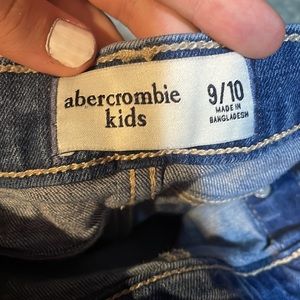 abercrombie
kids
9/10
MADE IN
BANGLADESH